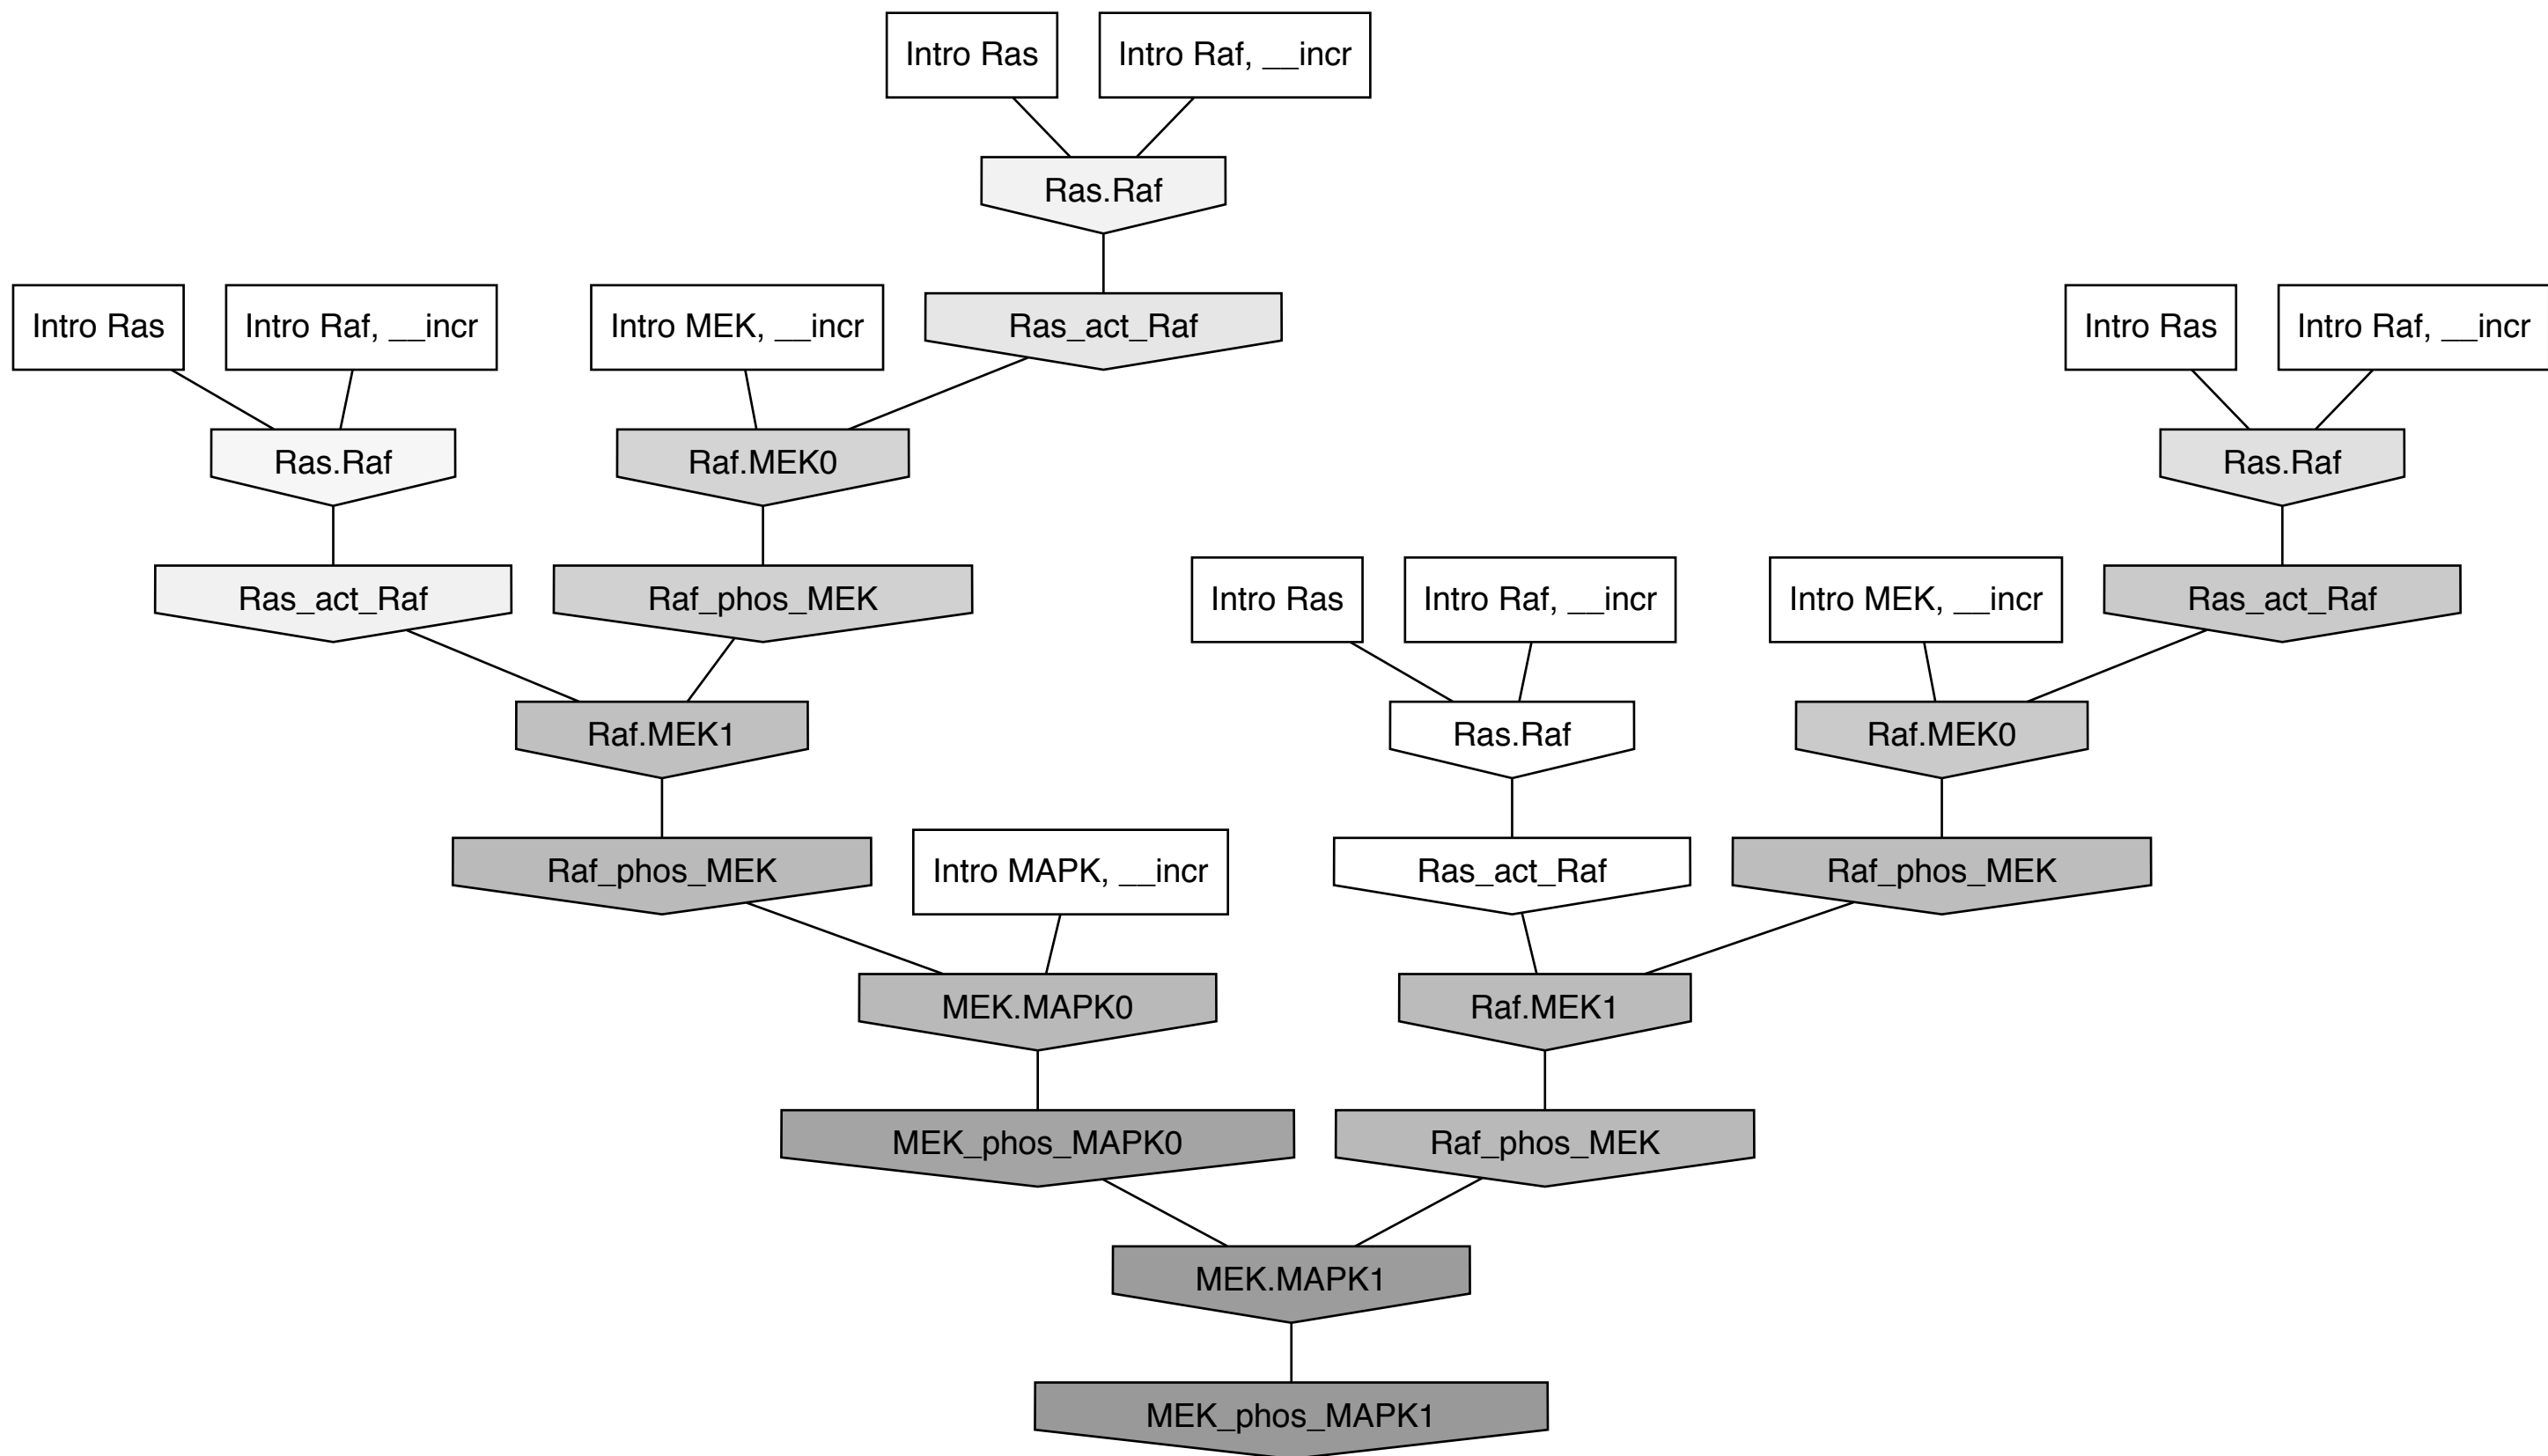 Intro Ras
Intro Raf, __incr
Ras.Raf
Intro Ras
Intro Raf, __incr
Intro MEK, __incr
Ras_act_Raf
Intro Ras
Intro Raf, __incr
Ras.Raf
Raf.MEK0
Ras.Raf
Ras_act_Raf
Raf_phos_MEK
Intro Ras
Intro Raf, __incr
Intro MEK, __incr
Ras_act_Raf
Raf.MEK1
Ras.Raf
Raf.MEK0
Raf_phos_MEK
Intro MAPK, __incr
Ras_act_Raf
Raf_phos_MEK
MEK.MAPK0
Raf.MEK1
MEK_phos_MAPK0
Raf_phos_MEK
MEK.MAPK1
MEK_phos_MAPK1